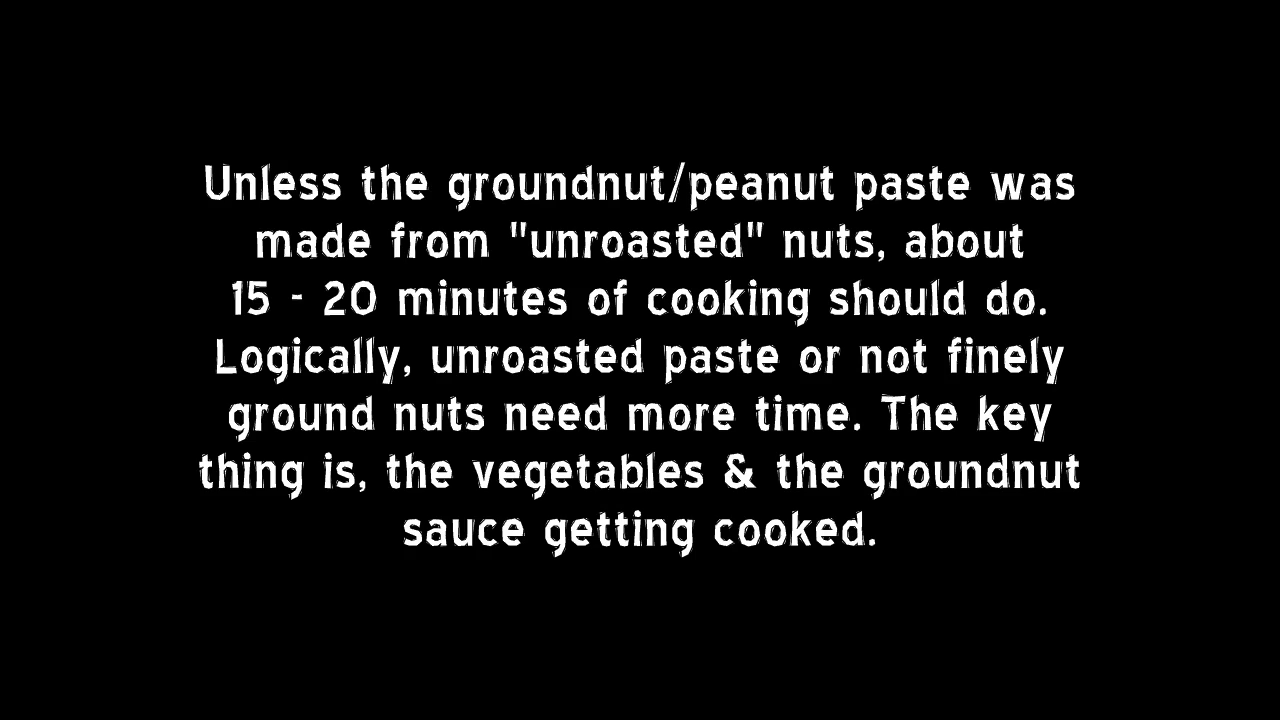 Unless the groundnut/peanut paste was
made from "unroasted" nuts, about
15 - 20 minutes of cooking should do.
Logically, unroasted paste or not finely
ground nuts need more time. The key
thing is, the vegetables & the groundnut
sauce getting cooked.